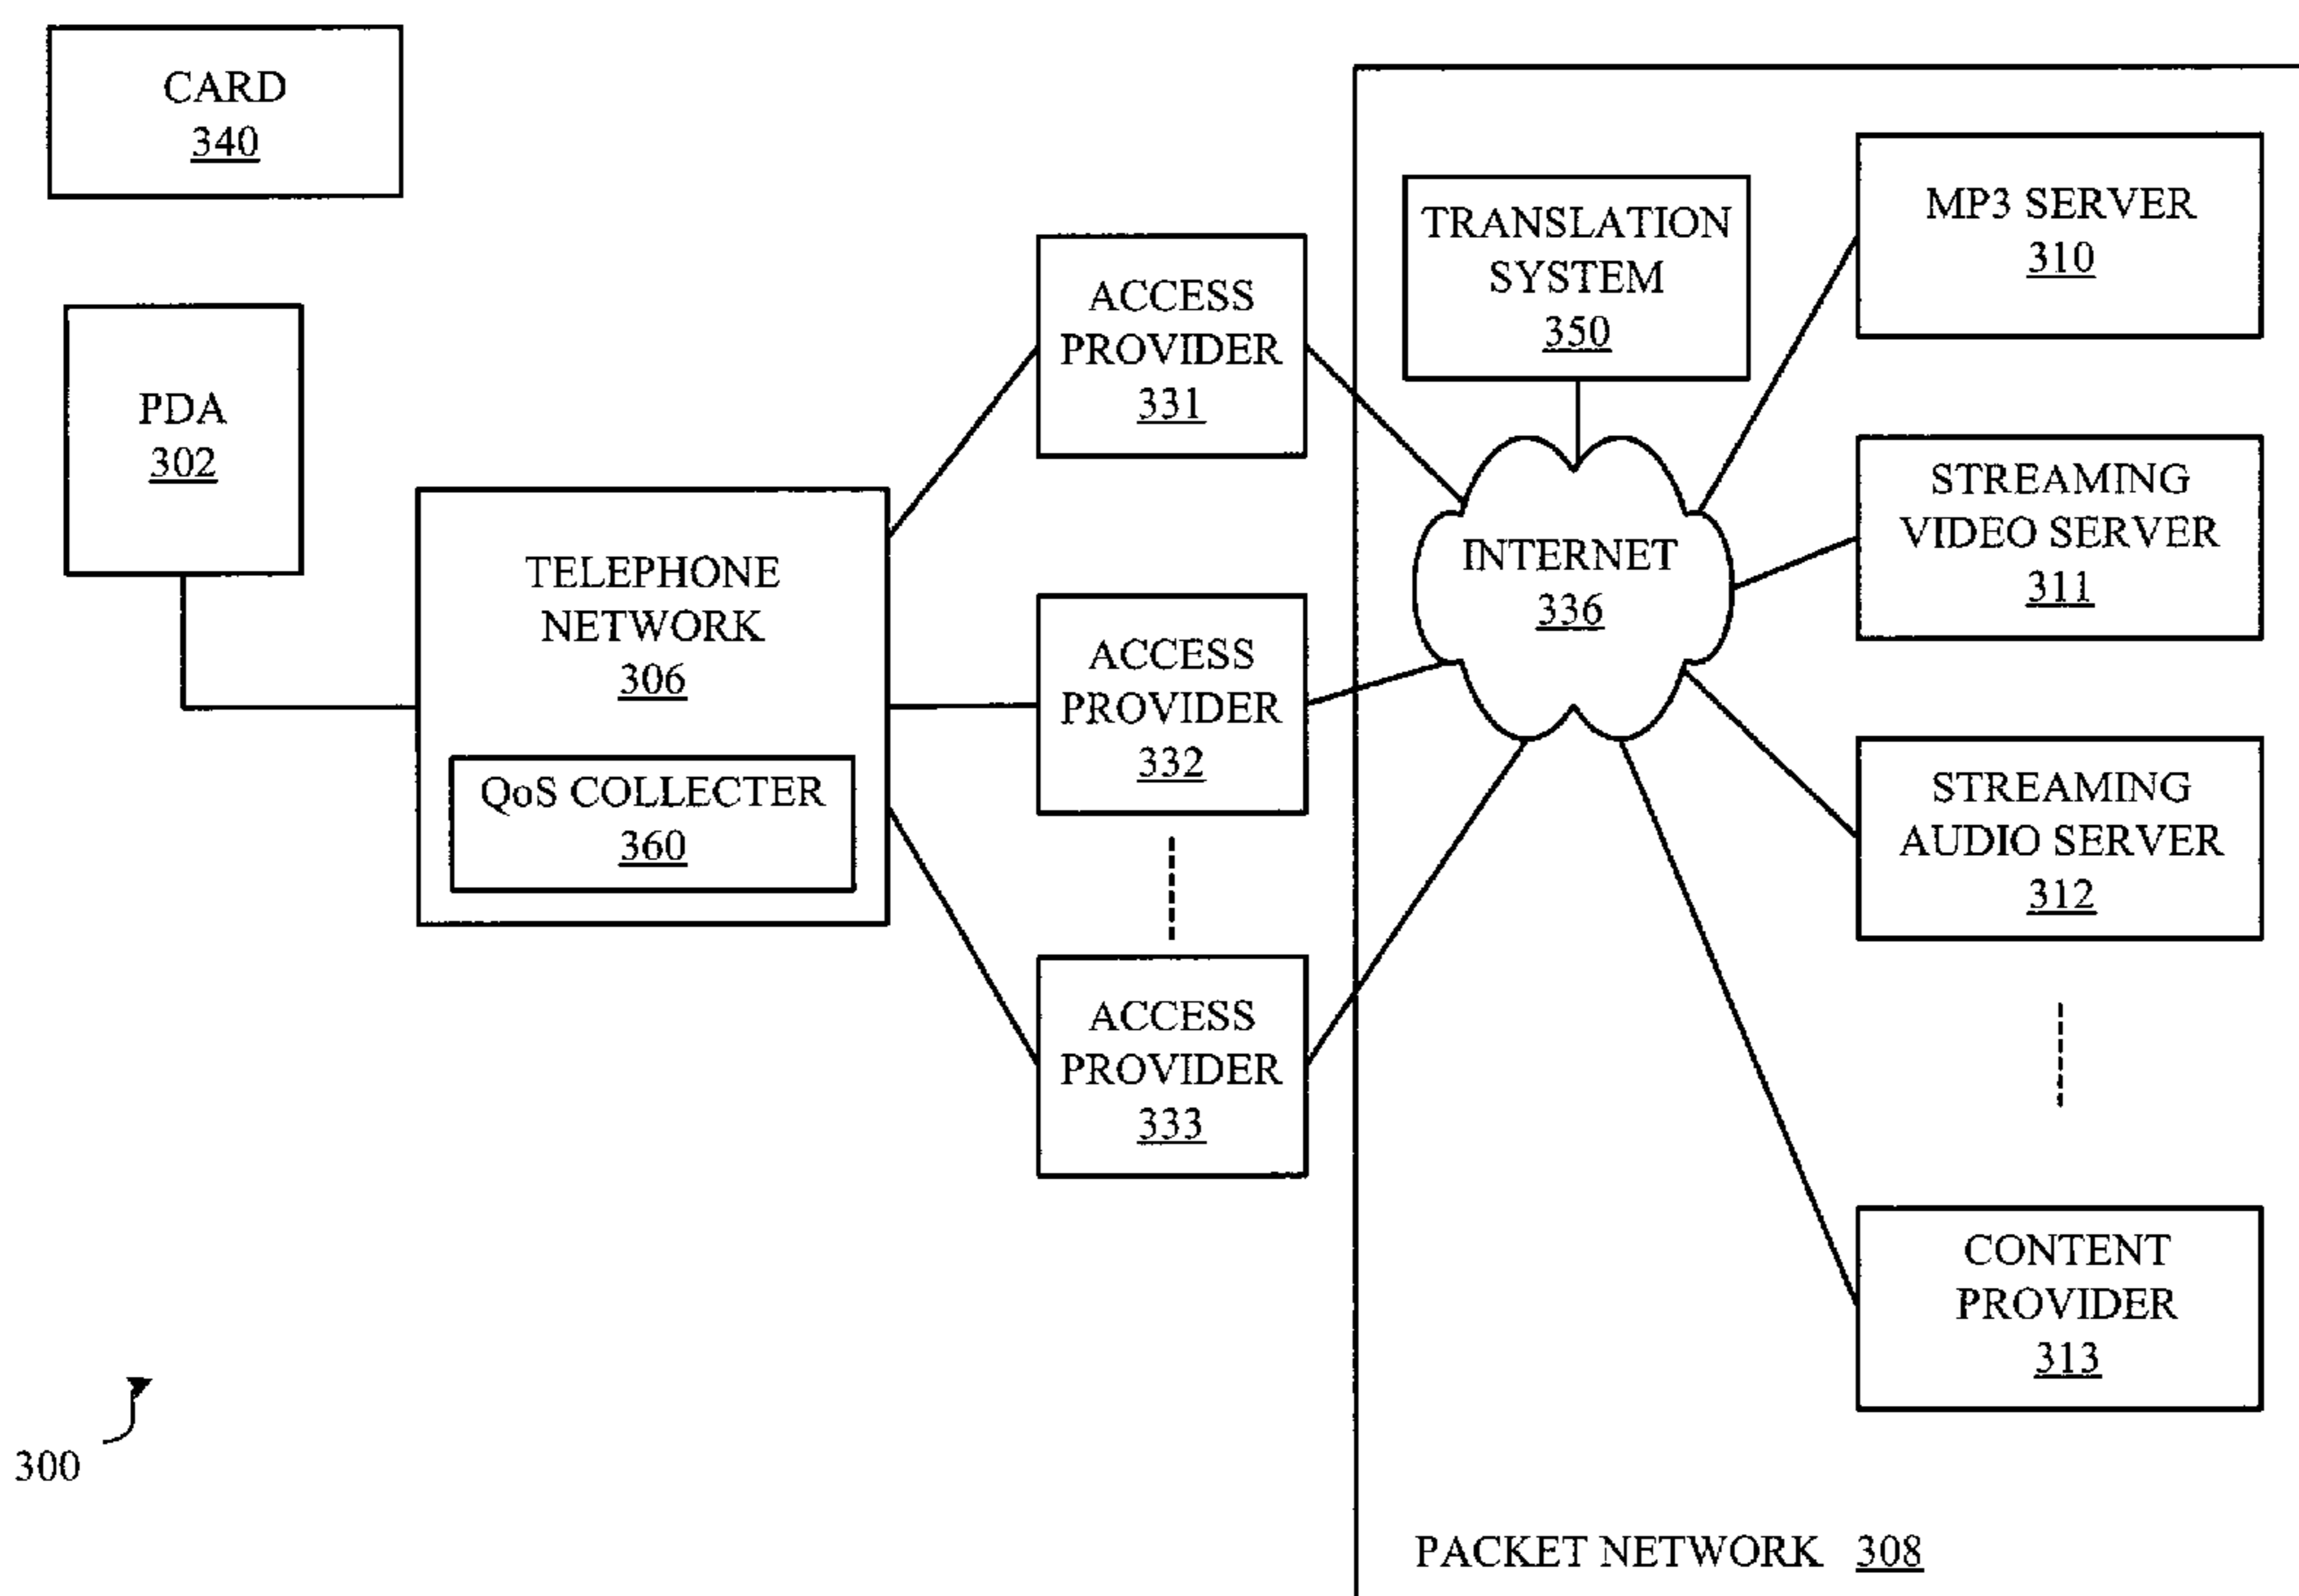 CARD
340
PDA
302
TELEPHONE
NETWORK
306
QoS COLLECTER
360
ACCESS
PROVIDER
331
ACCESS
PROVIDER
332
ACCESS
PROVIDER
333
TRANSLATION
SYSTEM
350
INTERNET
336
MP3 SERVER
310
STREAMING
VIDEO SERVER
311
STREAMING
AUDIO SERVER
312
CONTENT
PROVIDER
313
300
PACKET NETWORK 308